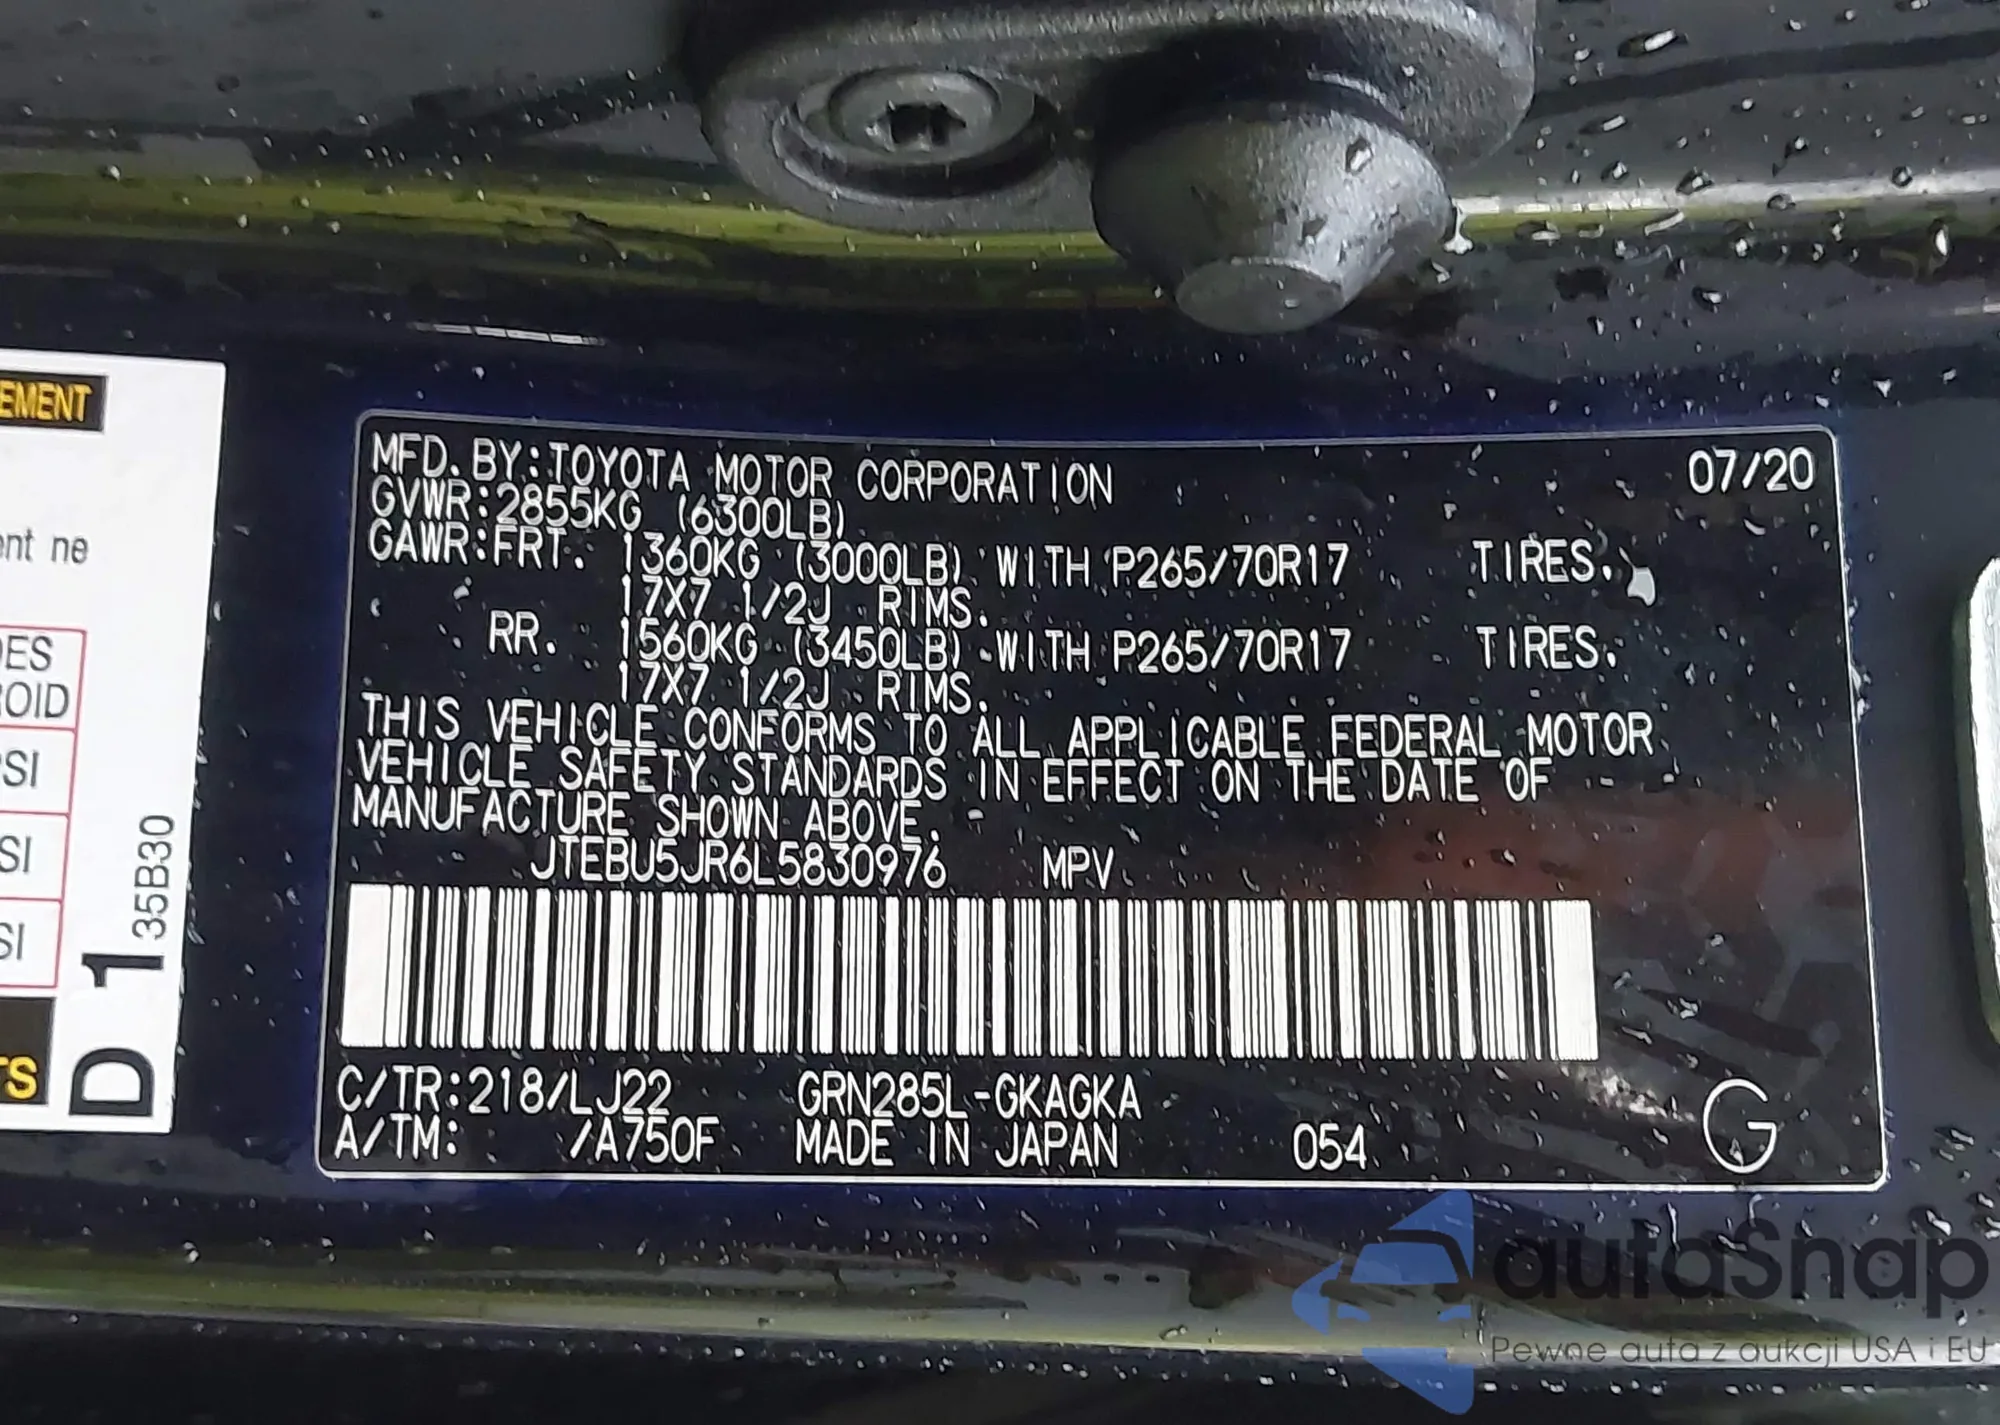 EMENT
ent ne
DES
ROID
PSI
SI
SI
TS
D 1 35B30
MFD. BY: TOYOTA MOTOR CORPORATION 07/20
GVWR: 2855KG (6300LB)
GAWR: FRT. 1360KG (3000LB) WITH P265/70R17 TIRES.
17X7 1/2J RIMS.
RR. 1560KG (3450LB) WITH P265/70R17 TIRES.
17X7 1/2J RIMS.
THIS VEHICLE CONFORMS TO ALL APPLICABLE FEDERAL MOTOR
VEHICLE SAFETY STANDARDS IN EFFECT ON THE DATE OF
MANUFACTURE SHOWN ABOVE.
JTEBU5JR6L5830976 MPV
C/TR: 218/LJ22 GRN285L-GKAGKA
A/TM: /A750F MADE IN JAPAN 054 G
autaSnap
Pewne auta z aukcji USA i EU